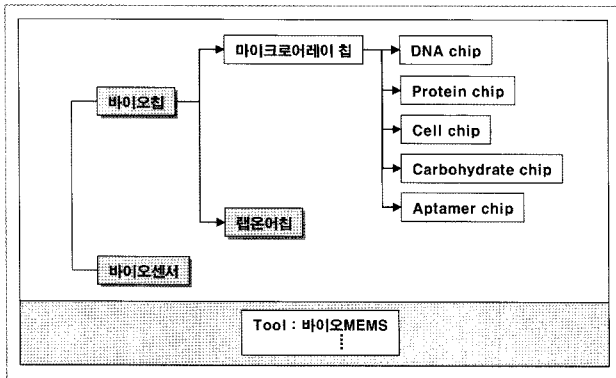 마이크로어레이 칩
DNA chip
바이오칩
Protein chip
Cell chip
Carbohydrate chip
랩온어칩
Aptamer chip
바이오센서
Tool : 바이오MEMS
⋮